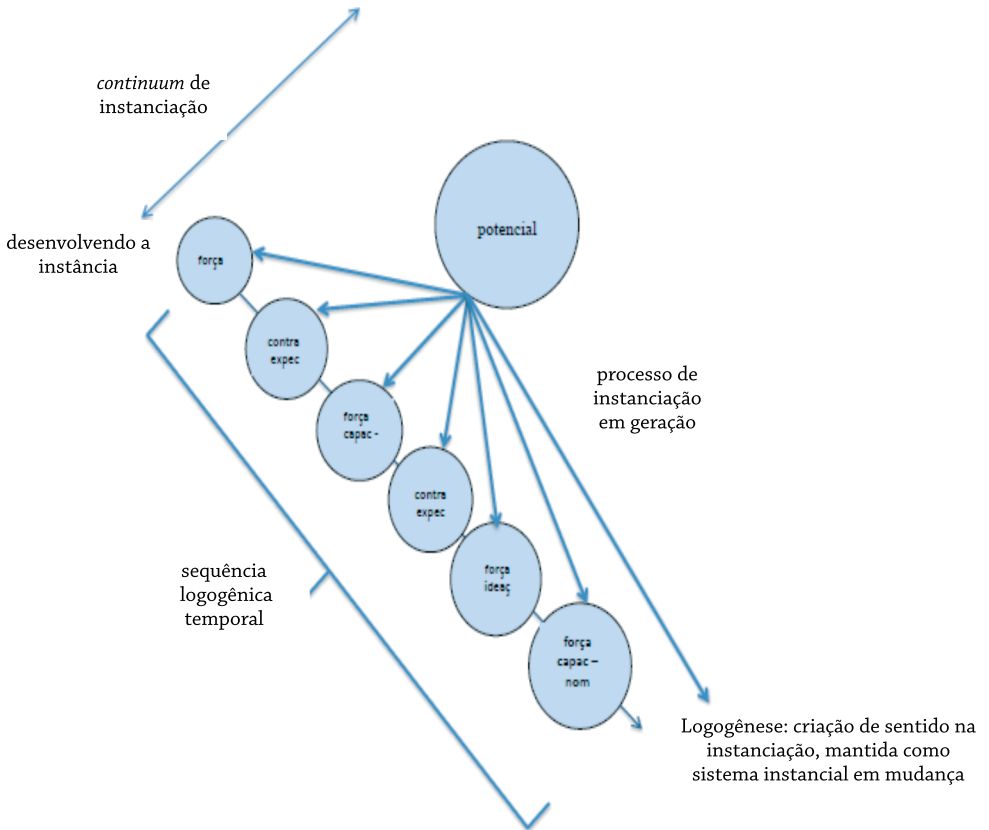 continuum de
instanciação
potencial
desenvolvendo a
instância
força
contra
expec
força
capac -
contra
expec
força
ideaç
força
capac –
nom
processo de
instanciação
em geração
sequência
logogênica
temporal
Logogênese: criação de sentido na
instanciação, mantida como
sistema instancial em mudança